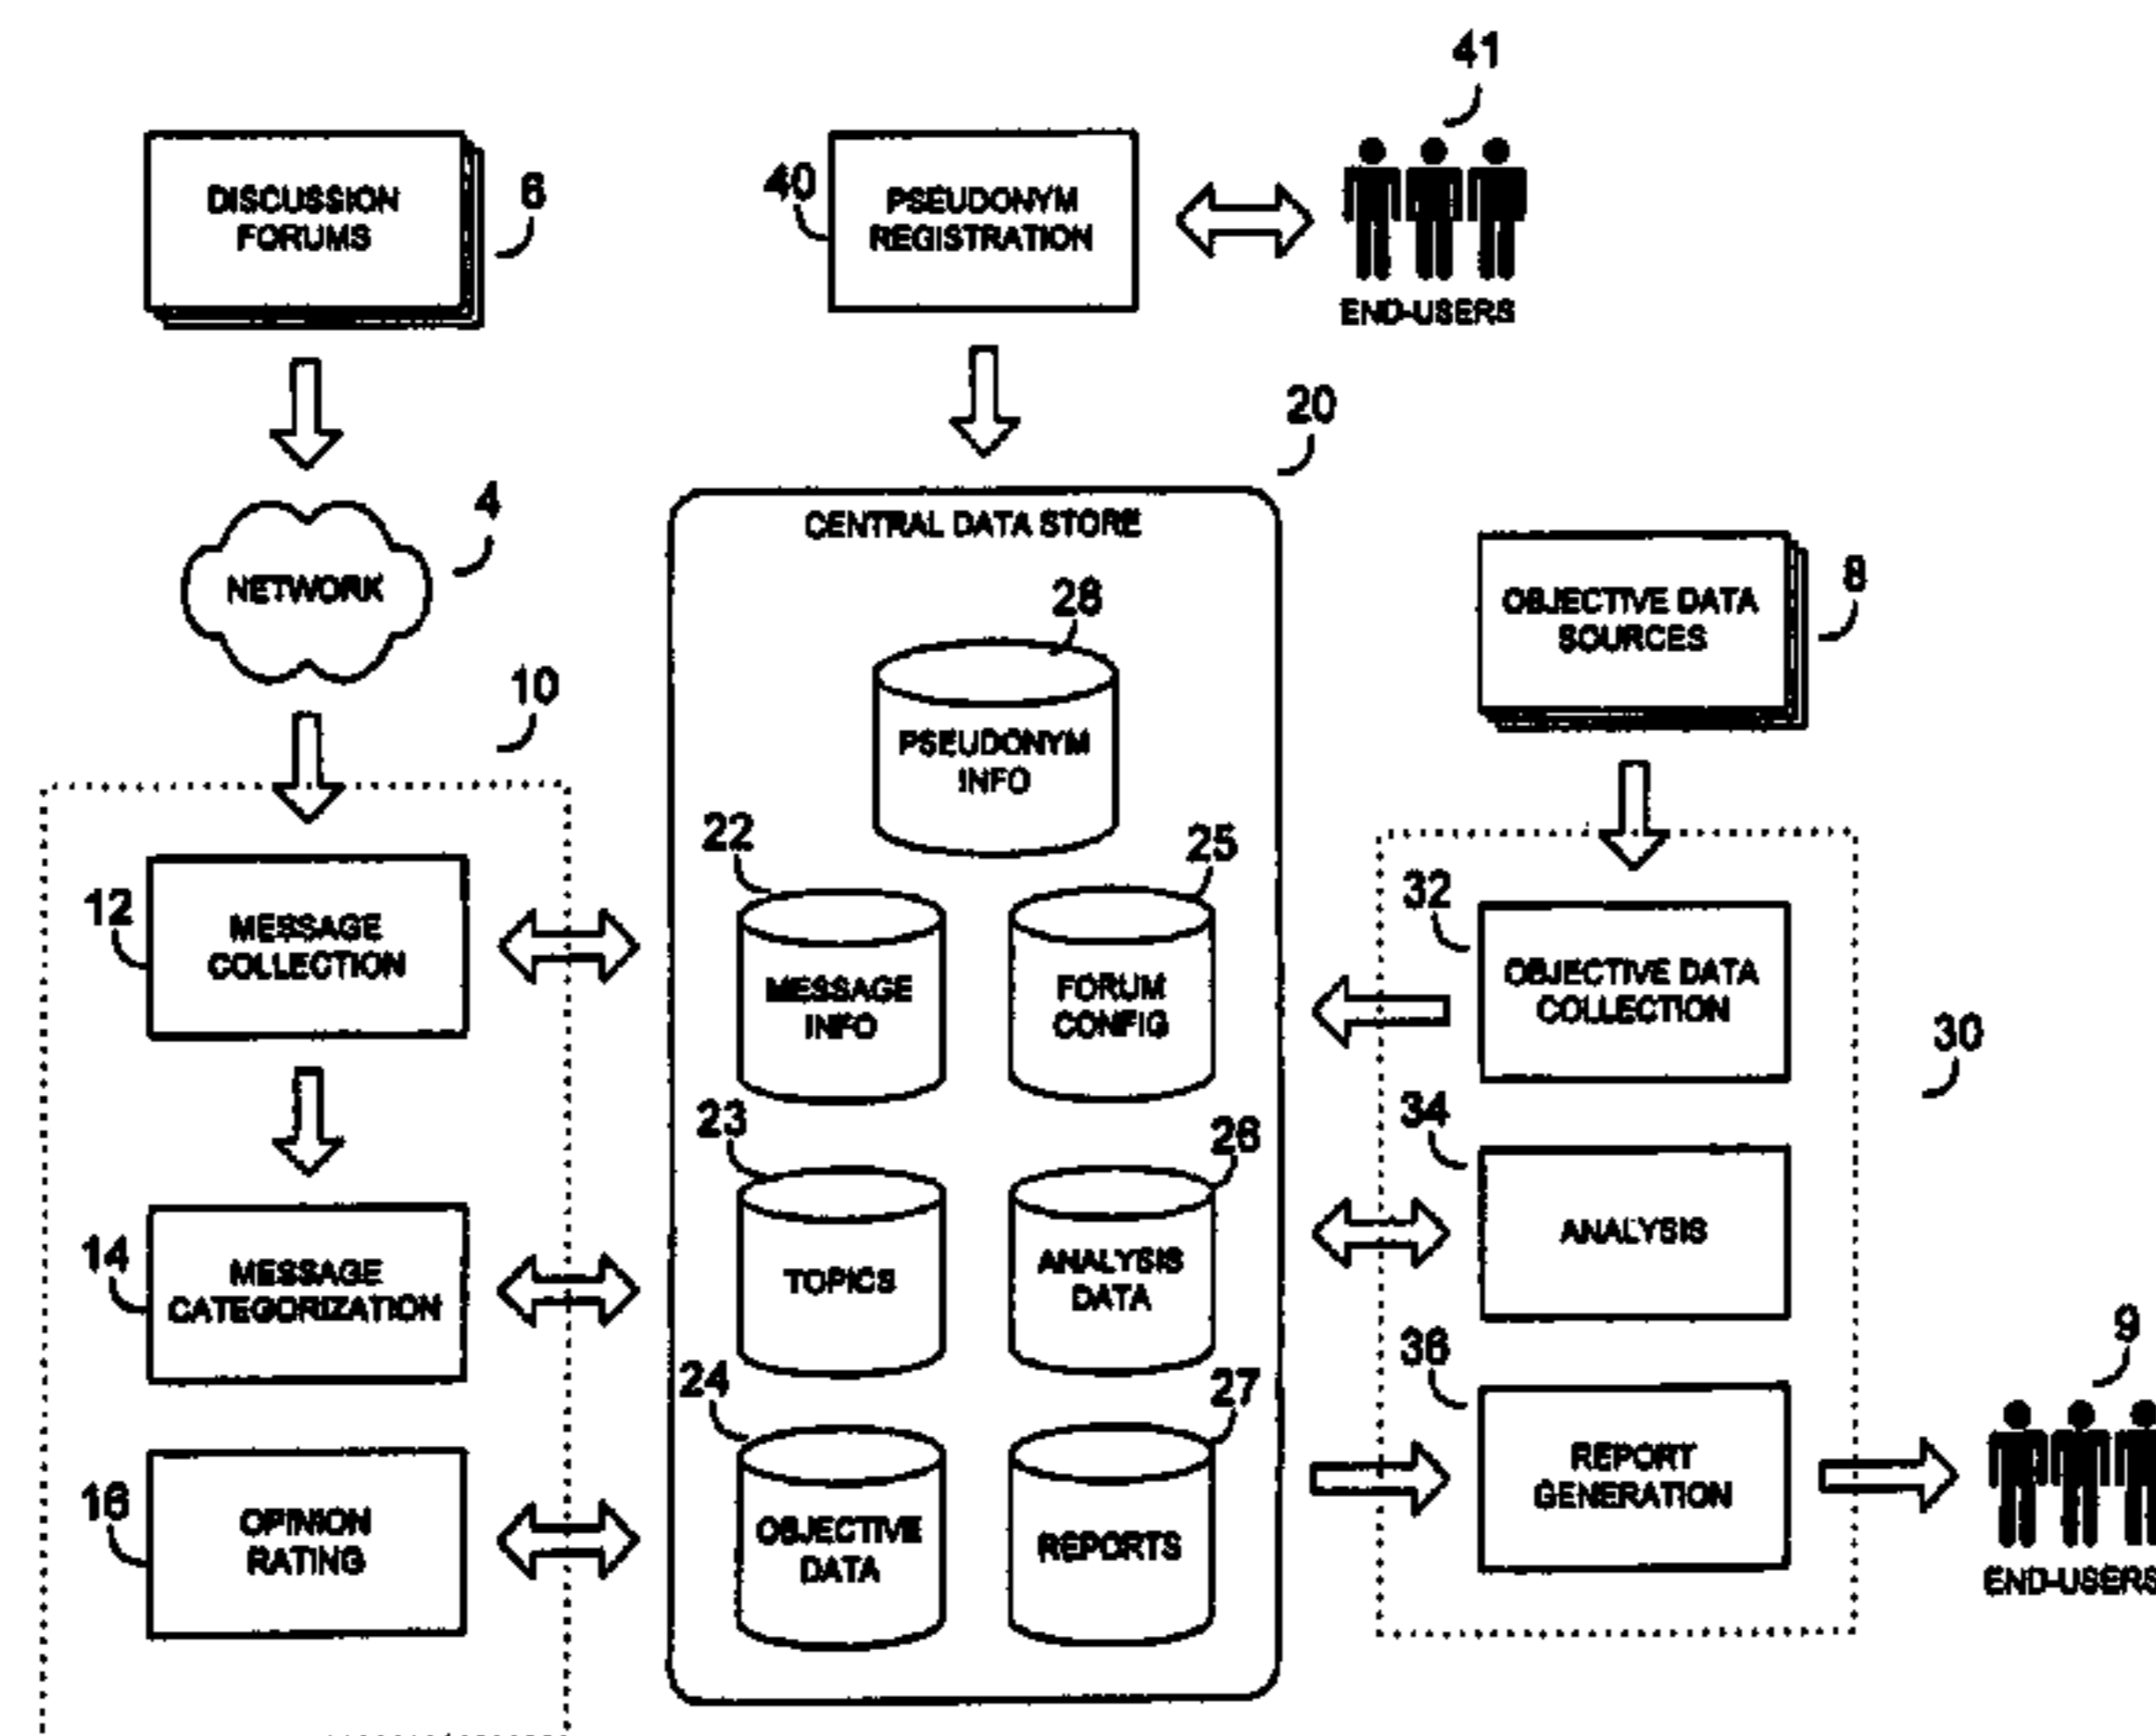 41
DISCUSSION
FORUMS
6
40
PSEUDONYM
REGISTRATION
END-USERS
20
4
NETWORK
CENTRAL DATA STORE
28
PSEUDONYM
INFO
OBJECTIVE DATA
SOURCES
8
10
12
MESSAGE
COLLECTION
22
MESSAGE
INFO
25
FORUM
CONFIG
32
OBJECTIVE DATA
COLLECTION
30
14
MESSAGE
CATEGORIZATION
23
TOPICS
26
ANALYSIS
DATA
34
ANALYSIS
16
OPINION
RATING
24
OBJECTIVE
DATA
27
REPORTS
36
REPORT
GENERATION
9
END-USERS